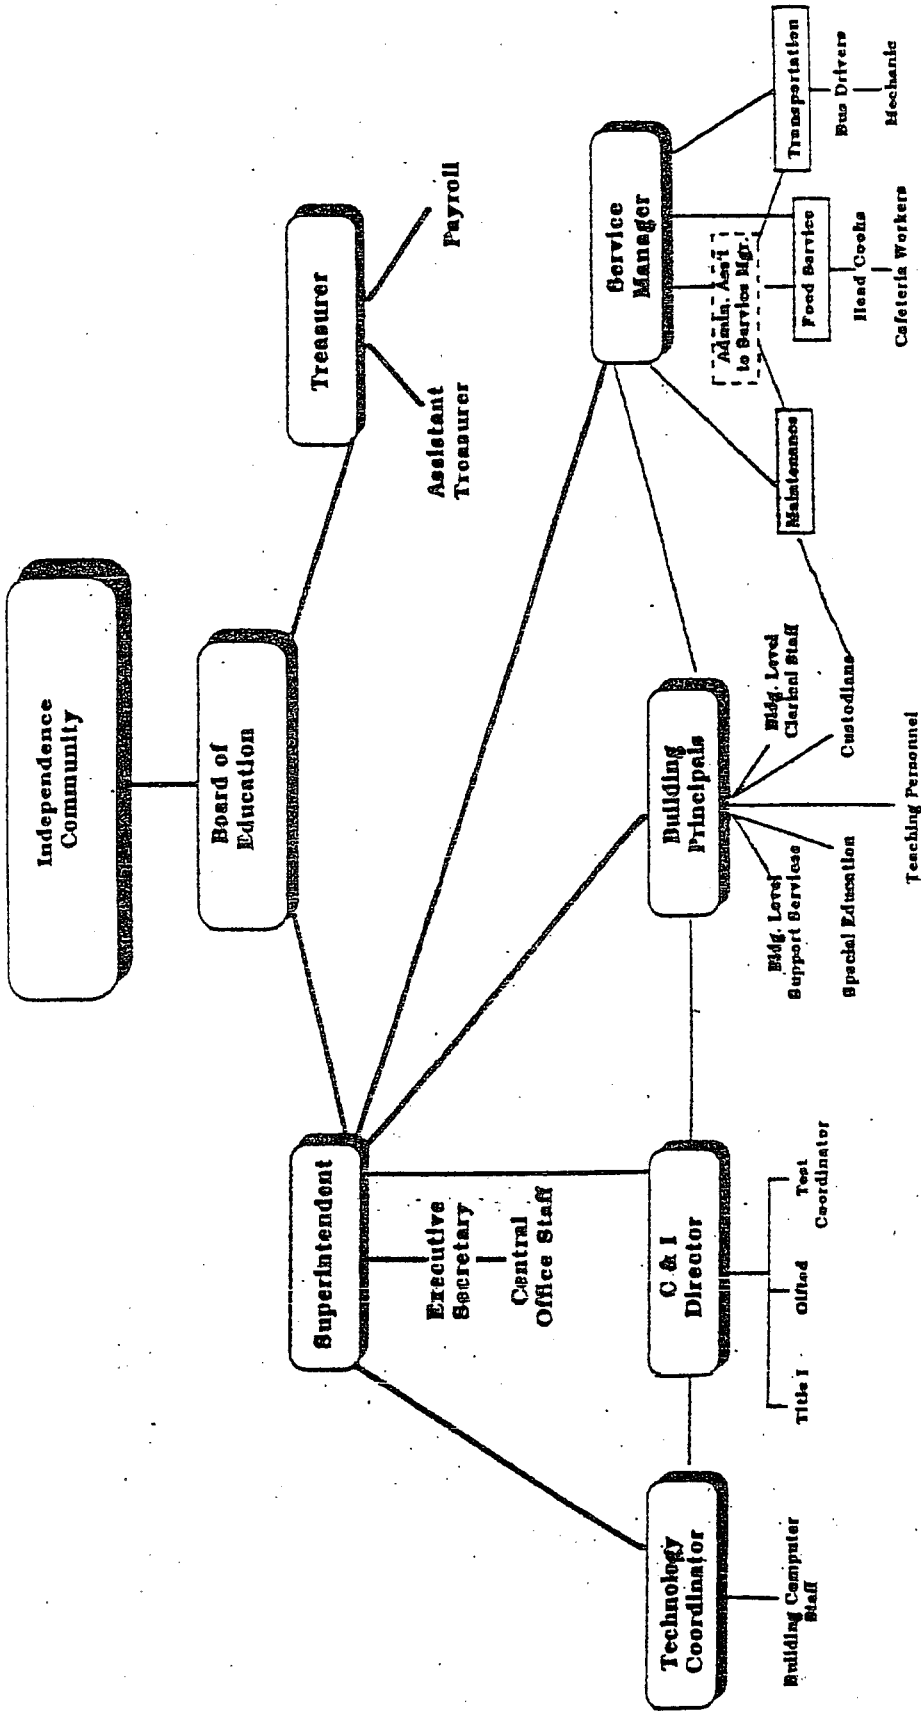 Independence
Community
Board of
Education
Superintendent
Treasurer
Executive
Secretary
Central
Office Staff
Assistant
Treasurer
Payroll
Technology
Coordinator
C & I
Director
Building
Principals
Service
Manager
Building Computer
Staff
Title I
Gifted
Test
Coordinator
Bldg. Level
Support Services
Special Education
Teaching Personnel
Custodians
Bldg. Level
Clerical Staff
Admin. Ass't
to Service Mgr.
Maintenance
Food Service
Transportation
Head Cooks
Cafeteria Workers
Bus Drivers
Mechanic